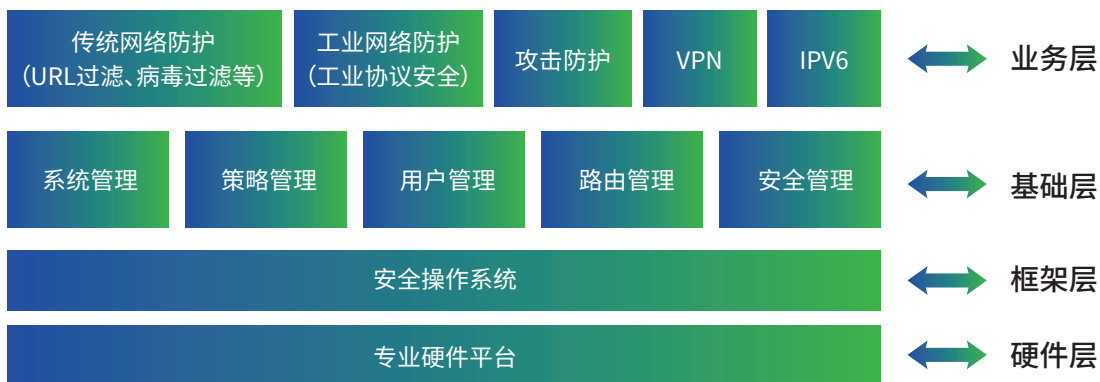 传统网络防护
（URL过滤、病毒过滤等）
工业网络防护
（工业协议安全）
攻击防护
VPN
IPV6
业务层
系统管理
策略管理
用户管理
路由管理
安全管理
基础层
安全操作系统
框架层
专业硬件平台
硬件层